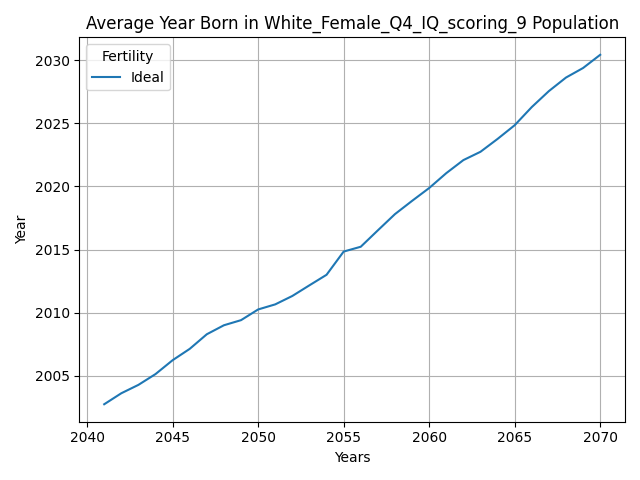 Average Year Born in White_Female_Q4_IQ_scoring_9 Population
Fertility
Ideal
2030
2025
2020
2015
2010
2005
Year
2040 2045 2050 2055 2060 2065 2070
Years